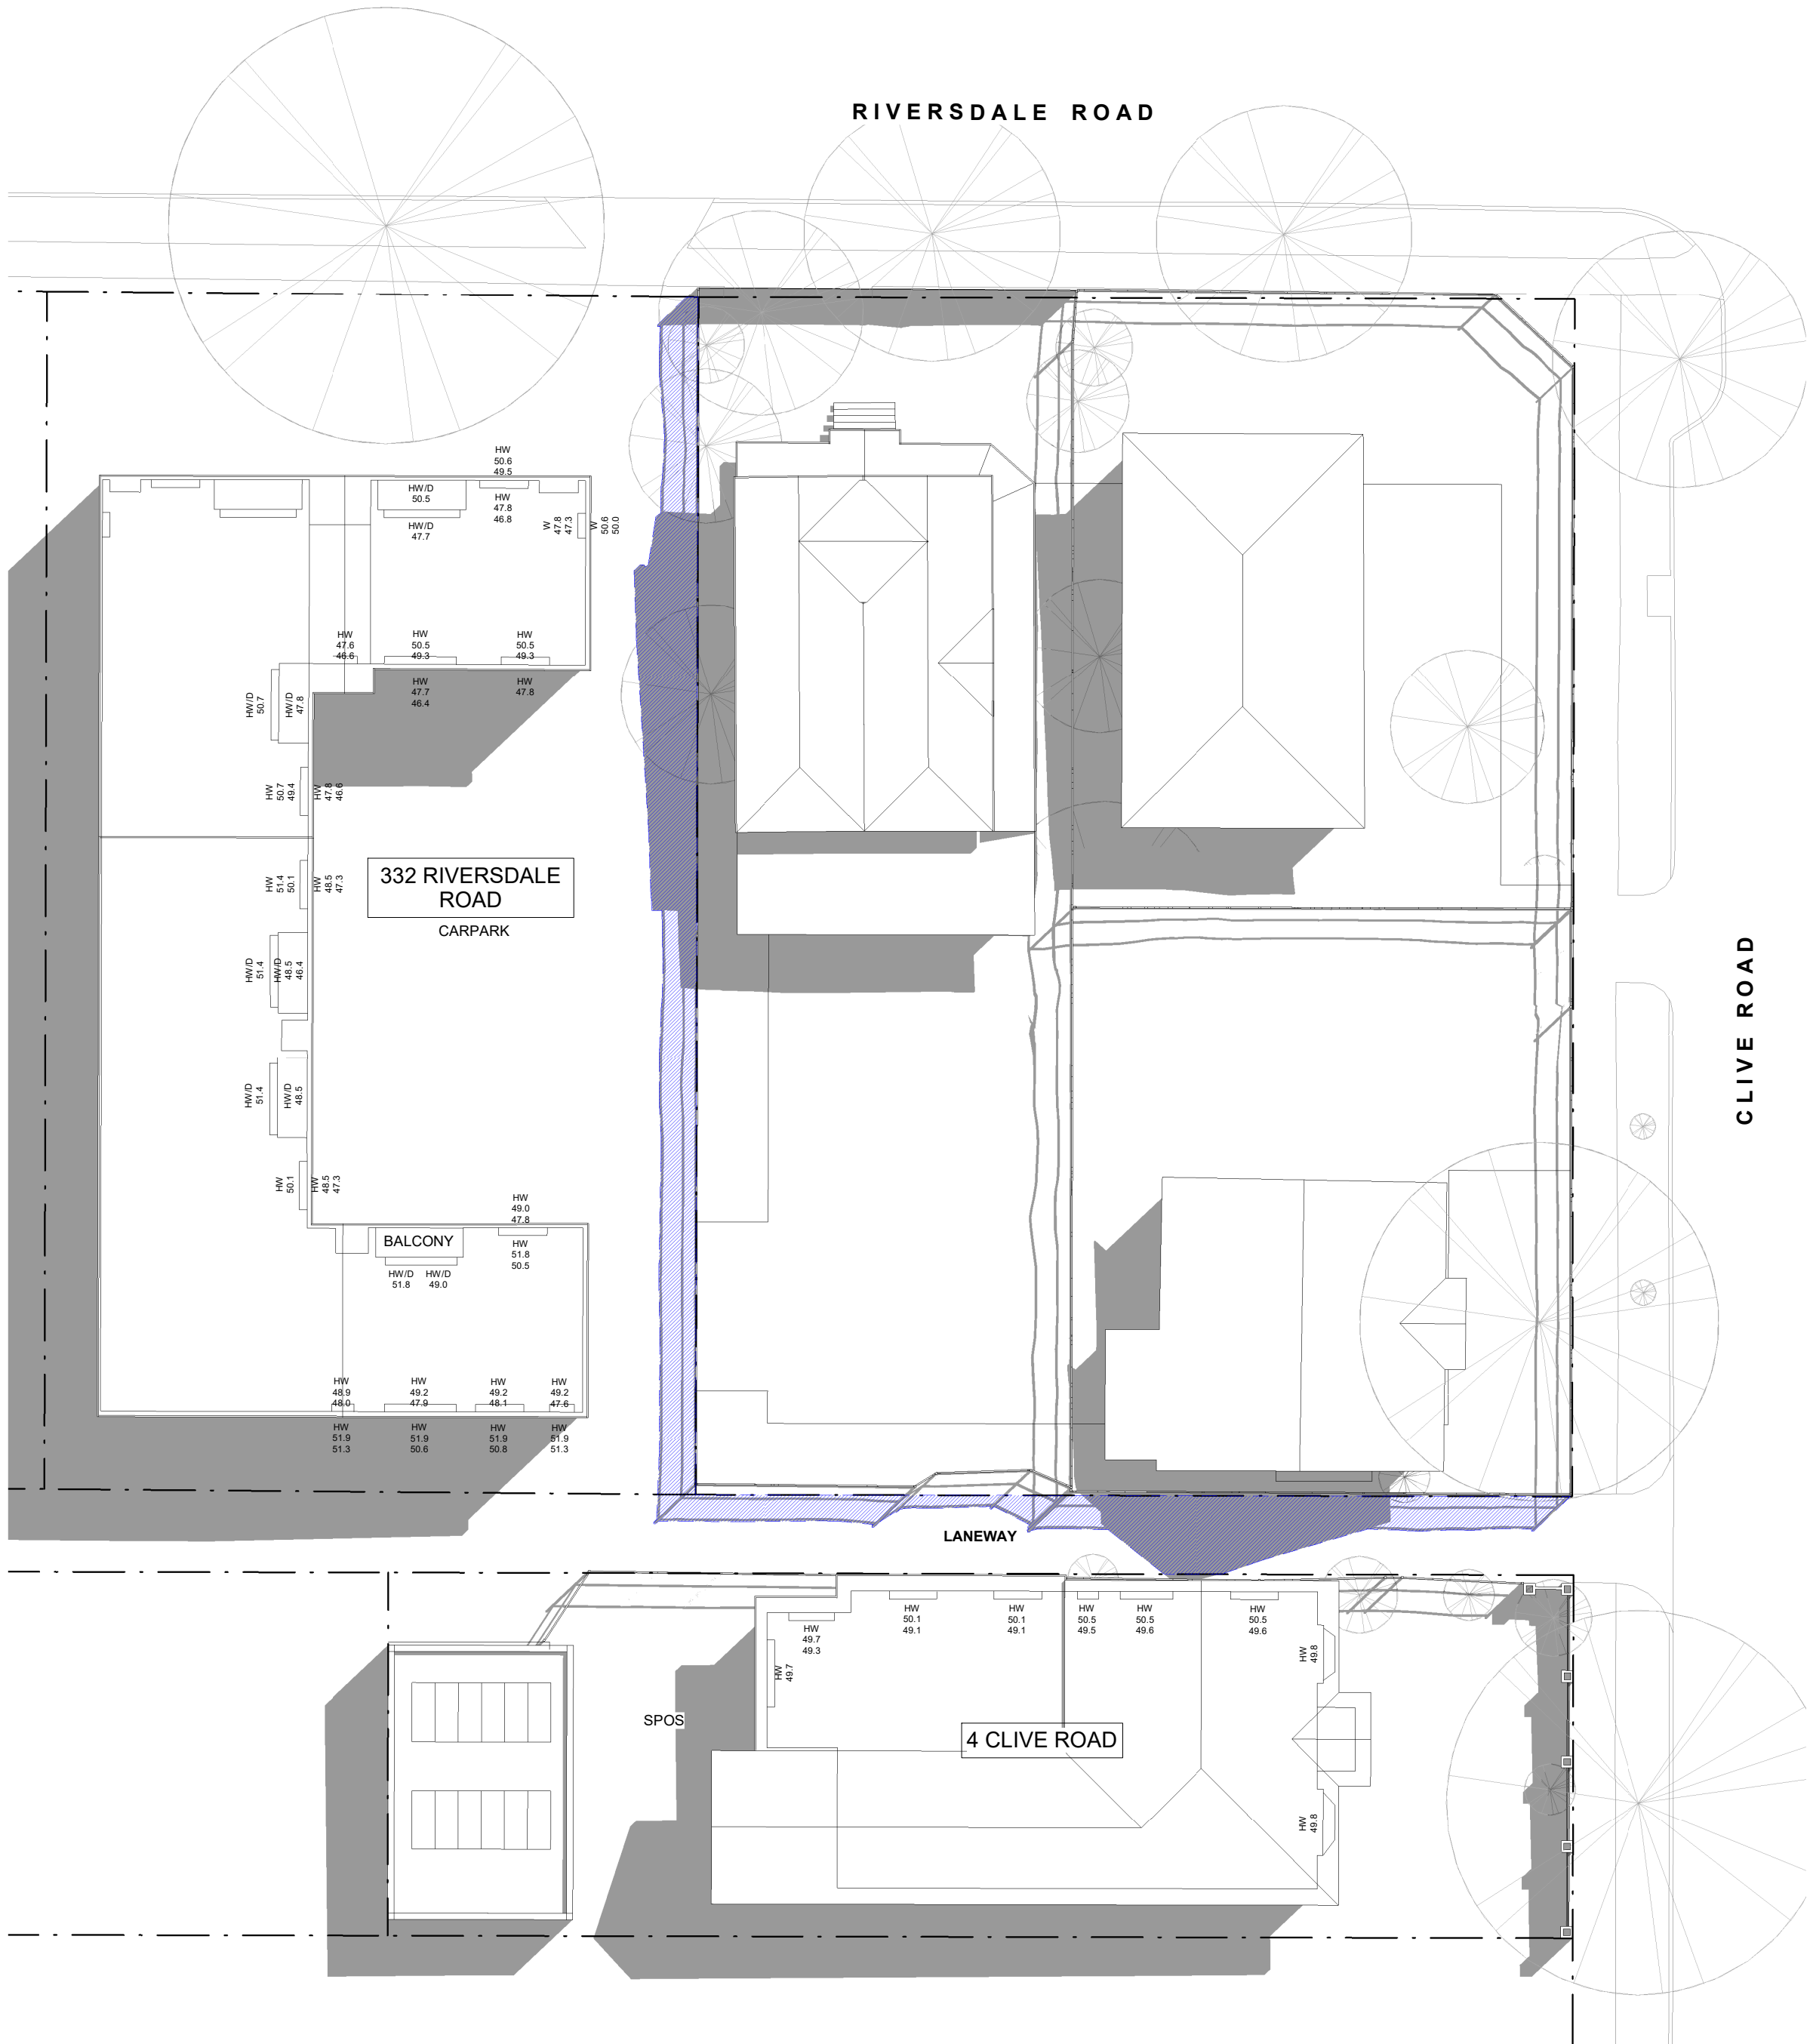 RIVERSDALE ROAD
HW
50.6
49.5
HW/D
50.5
HW
47.8
46.8
HW/D
47.7
W
47.8
47.3
W
50.6
50.0
HW
47.6
46.6
HW
50.5
49.3
HW
50.5
49.3
HW
47.7
46.4
HW
47.8
HW/D
50.7
HW/D
47.8
HW
50.7
49.4
HW
47.8
46.6
332 RIVERSDALE
ROAD
CARPARK
HW
51.4
50.1
HW
48.5
47.3
HW/D
51.4
HW/D
48.5
46.4
CLIVE ROAD
HW/D
51.4
HW/D
48.5
HW
50.1
HW
48.5
47.3
HW
49.0
47.8
BALCONY
HW
51.8
50.5
HW/D
51.8
HW/D
49.0
HW
48.9
48.0
HW
49.2
47.9
HW
49.2
48.1
HW
49.2
47.6
HW
51.9
51.3
HW
51.9
50.6
HW
51.9
50.8
HW
51.9
51.3
LANEWAY
HW
49.7
49.3
HW
50.1
49.1
HW
50.1
49.1
HW
50.5
49.5
HW
50.5
49.6
HW
50.5
49.6
HW
49.7
HW
49.8
SPOS
4 CLIVE ROAD
HW
49.8